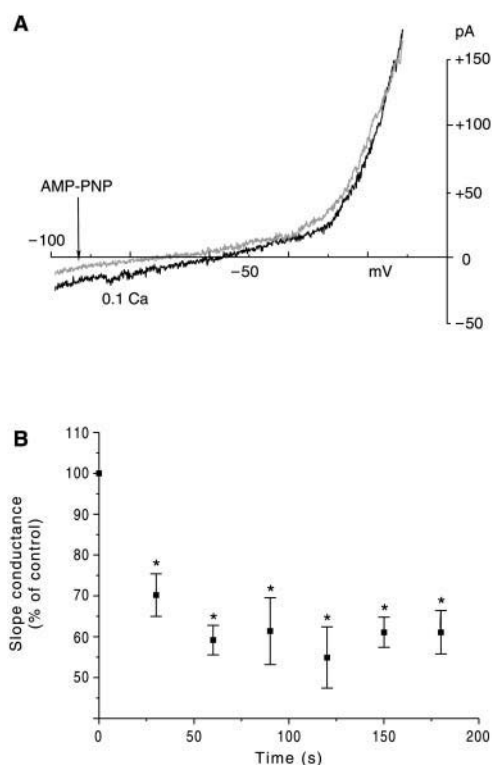 A
pA
+150
+100
+50
0
−50
AMP-PNP
−100
−50
mV
0.1 Ca
B
110
100
90
80
70
60
50
Slope conductance
(% of control)
* * * * * *
0 50 100 150 200
Time (s)